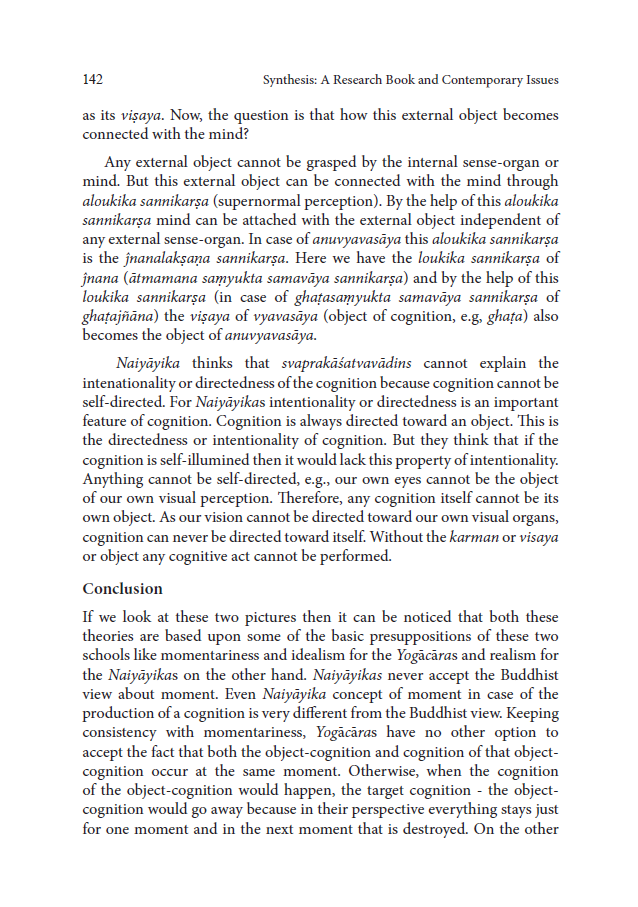 142 Synthesis: A Research Book and Contemporary Issues
as its viṣaya. Now, the question is that how this external object becomes
connected with the mind?
Any external object cannot be grasped by the internal sense-organ or
mind. But this external object can be connected with the mind through
aloukika sannikarṣa (supernormal perception). By the help of this aloukika
sannikarṣa mind can be attached with the external object independent of
any external sense-organ. In case of anuvyavasāya this aloukika sannikarṣa
is the ĵnanalakṣaṇa sannikarṣa. Here we have the loukika sannikarṣa of
ĵnana (ātmamana saṃyukta samavāya sannikarṣa) and by the help of this
loukika sannikarṣa (in case of ghaṭasaṃyukta samavāya sannikarṣa of
ghaṭajñāna) the viṣaya of vyavasāya (object of cognition, e.g, ghaṭa) also
becomes the object of anuvyavasāya.
Naiyāyika thinks that svaprakāśatvavādins cannot explain the
intenationality or directedness of the cognition because cognition cannot be
self-directed. For Naiyāyikas intentionality or directedness is an important
feature of cognition. Cognition is always directed toward an object. This is
the directedness or intentionality of cognition. But they think that if the
cognition is self-illumined then it would lack this property of intentionality.
Anything cannot be self-directed, e.g., our own eyes cannot be the object
of our own visual perception. Therefore, any cognition itself cannot be its
own object. As our vision cannot be directed toward our own visual organs,
cognition can never be directed toward itself. Without the karman or visaya
or object any cognitive act cannot be performed.
Conclusion
If we look at these two pictures then it can be noticed that both these
theories are based upon some of the basic presuppositions of these two
schools like momentariness and idealism for the Yogācāras and realism for
the Naiyāyikas on the other hand. Naiyāyikas never accept the Buddhist
view about moment. Even Naiyāyika concept of moment in case of the
production of a cognition is very different from the Buddhist view. Keeping
consistency with momentariness, Yogācāras have no other option to
accept the fact that both the object-cognition and cognition of that object-
cognition occur at the same moment. Otherwise, when the cognition
of the object-cognition would happen, the target cognition - the object-
cognition would go away because in their perspective everything stays just
for one moment and in the next moment that is destroyed. On the other